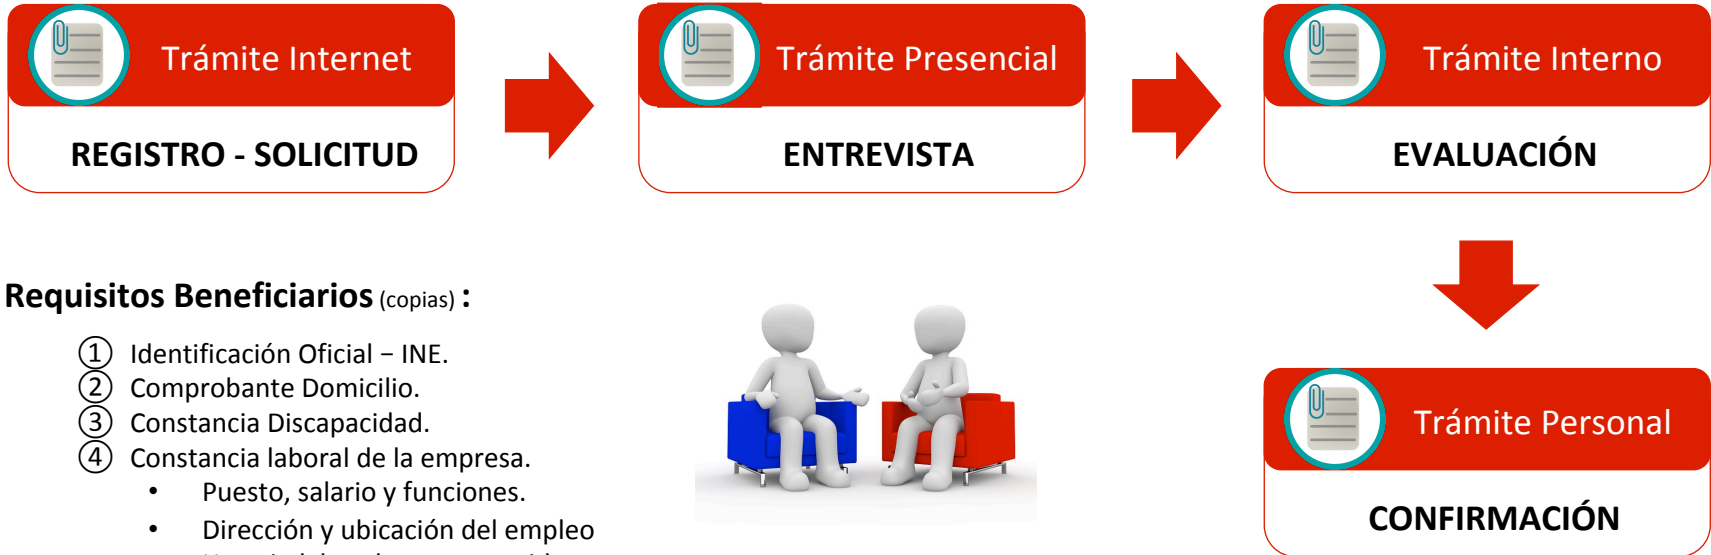 Trámite Internet
REGISTRO - SOLICITUD
Trámite Presencial
ENTREVISTA
Trámite Interno
EVALUACIÓN
Requisitos Beneficiarios (copias) :
① Identificación Oficial – INE.
② Comprobante Domicilio.
③ Constancia Discapacidad.
④ Constancia laboral de la empresa.
• Puesto, salario y funciones.
• Dirección y ubicación del empleo
Trámite Personal
CONFIRMACIÓN